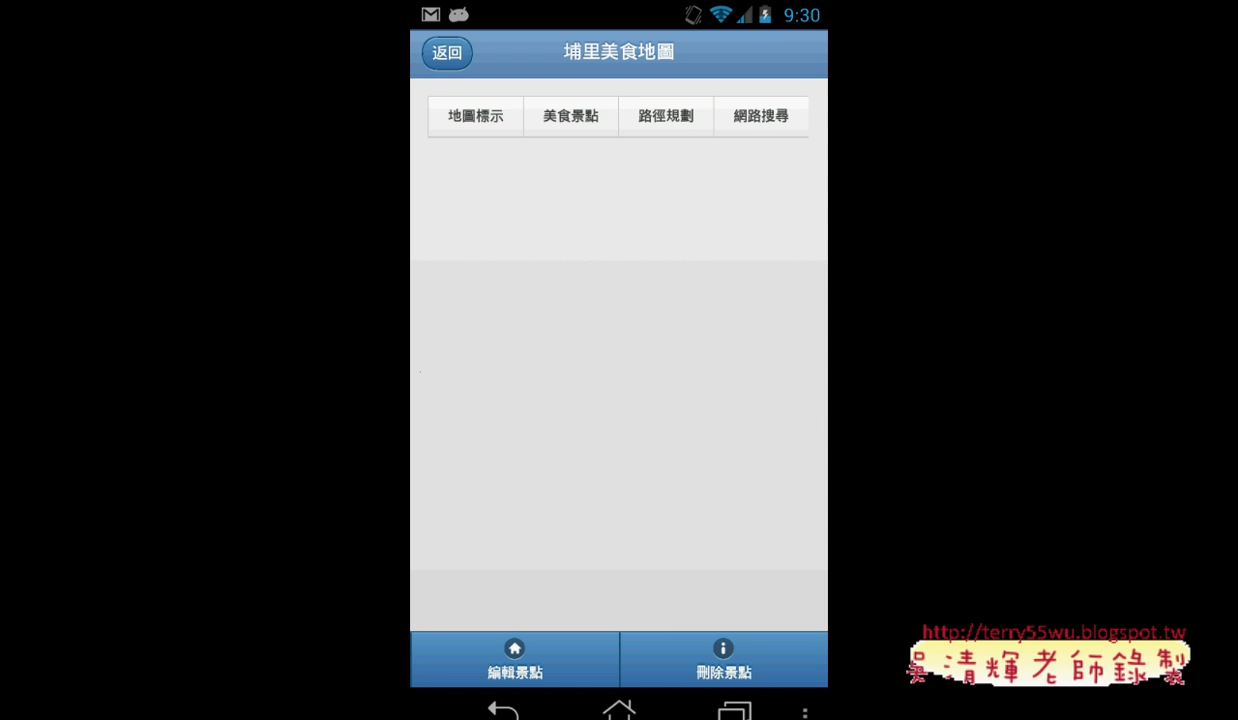 9:30
返回
埔里美食地圖
地圖標示 美食景點 路徑規劃 網路搜尋
http://terry55wu.blogspot.tw
吳清輝老師錄製
編輯景點 刪除景點